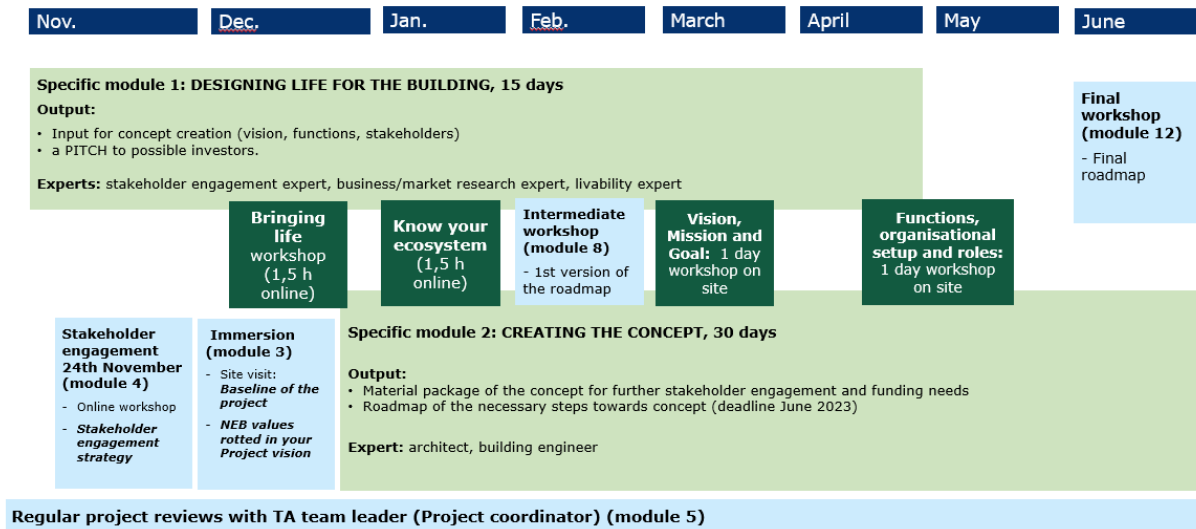 Nov.
Dec.
Jan.
Feb.
March
April
May
June
Specific module 1: DESIGNING LIFE FOR THE BUILDING, 15 days
Output:
• Input for concept creation (vision, functions, stakeholders)
• a PITCH to possible investors.
Experts: stakeholder engagement expert, business/market research expert, livability expert
Final
workshop
(module 12)
- Final
roadmap
Bringing
life
workshop
(1,5 h
online)
Know your
ecosystem
(1,5 h
online)
Intermediate
workshop
(module 8)
- 1st version of
the roadmap
Vision,
Mission and
Goal: 1 day
workshop on
site
Functions,
organisational
setup and roles:
1 day workshop
on site
Stakeholder
engagement
24th November
(module 4)
- Online workshop
- Stakeholder
engagement
strategy
Immersion
(module 3)
- Site visit:
Baseline of the
project
- NEB values
rotted in your
Project vision
Specific module 2: CREATING THE CONCEPT, 30 days
Output:
• Material package of the concept for further stakeholder engagement and funding needs
• Roadmap of the necessary steps towards concept (deadline June 2023)
Expert: architect, building engineer
Regular project reviews with TA team leader (Project coordinator) (module 5)